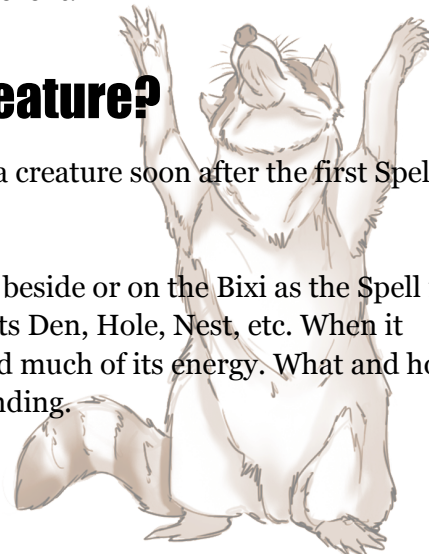 eature?
a creature soon after the first Spel
beside or on the Bixi as the Spell
ts Den, Hole, Nest, etc. When it
d much of its energy. What and ho
nding.